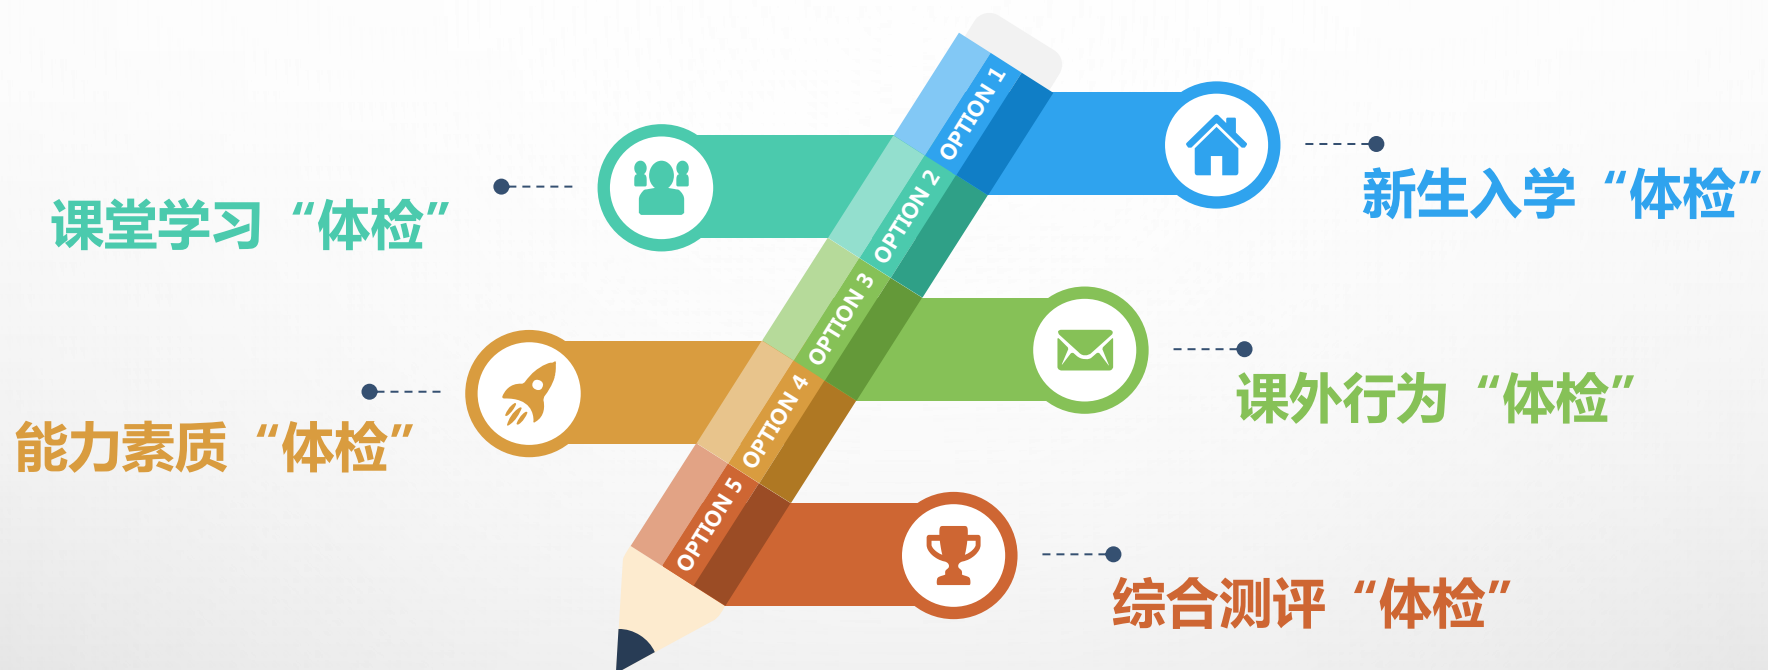 OPTION 1
新生入学 “体检”
OPTION 2
课堂学习 “体检”
OPTION 3
课外行为 “体检”
OPTION 4
能力素质 “体检”
OPTION 5
综合测评 “体检”